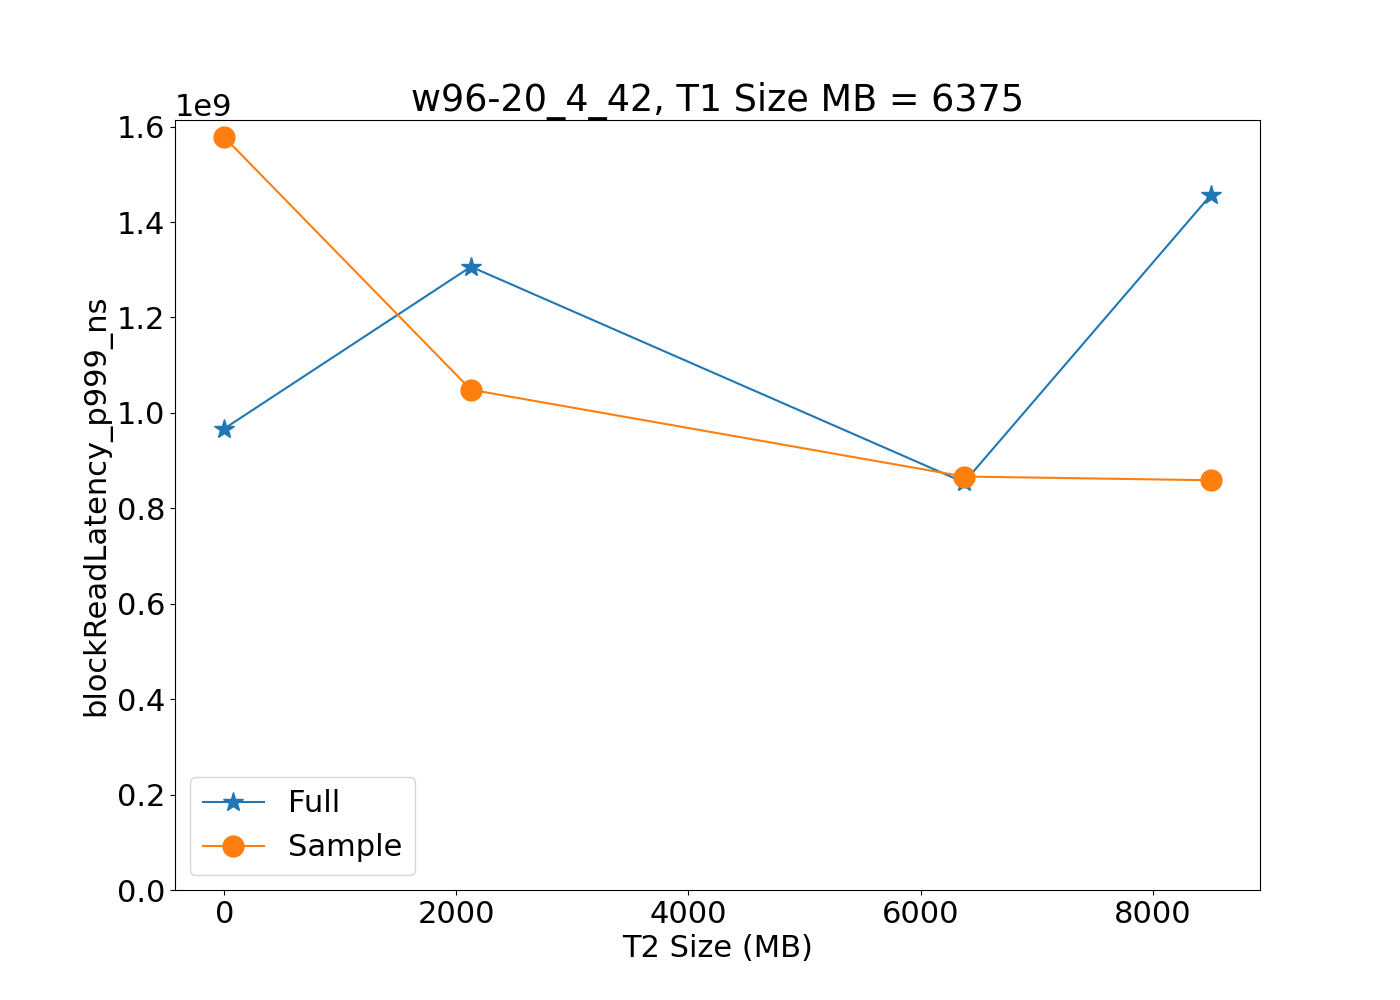 w96-20_4_42, T1 Size MB = 6375
1e9
1.6
1.4
1.2
1.0
0.8
0.6
0.4
0.2
0.0
blockReadLatency_p999_ns
Full
Sample
0 2000 4000 6000 8000
T2 Size (MB)